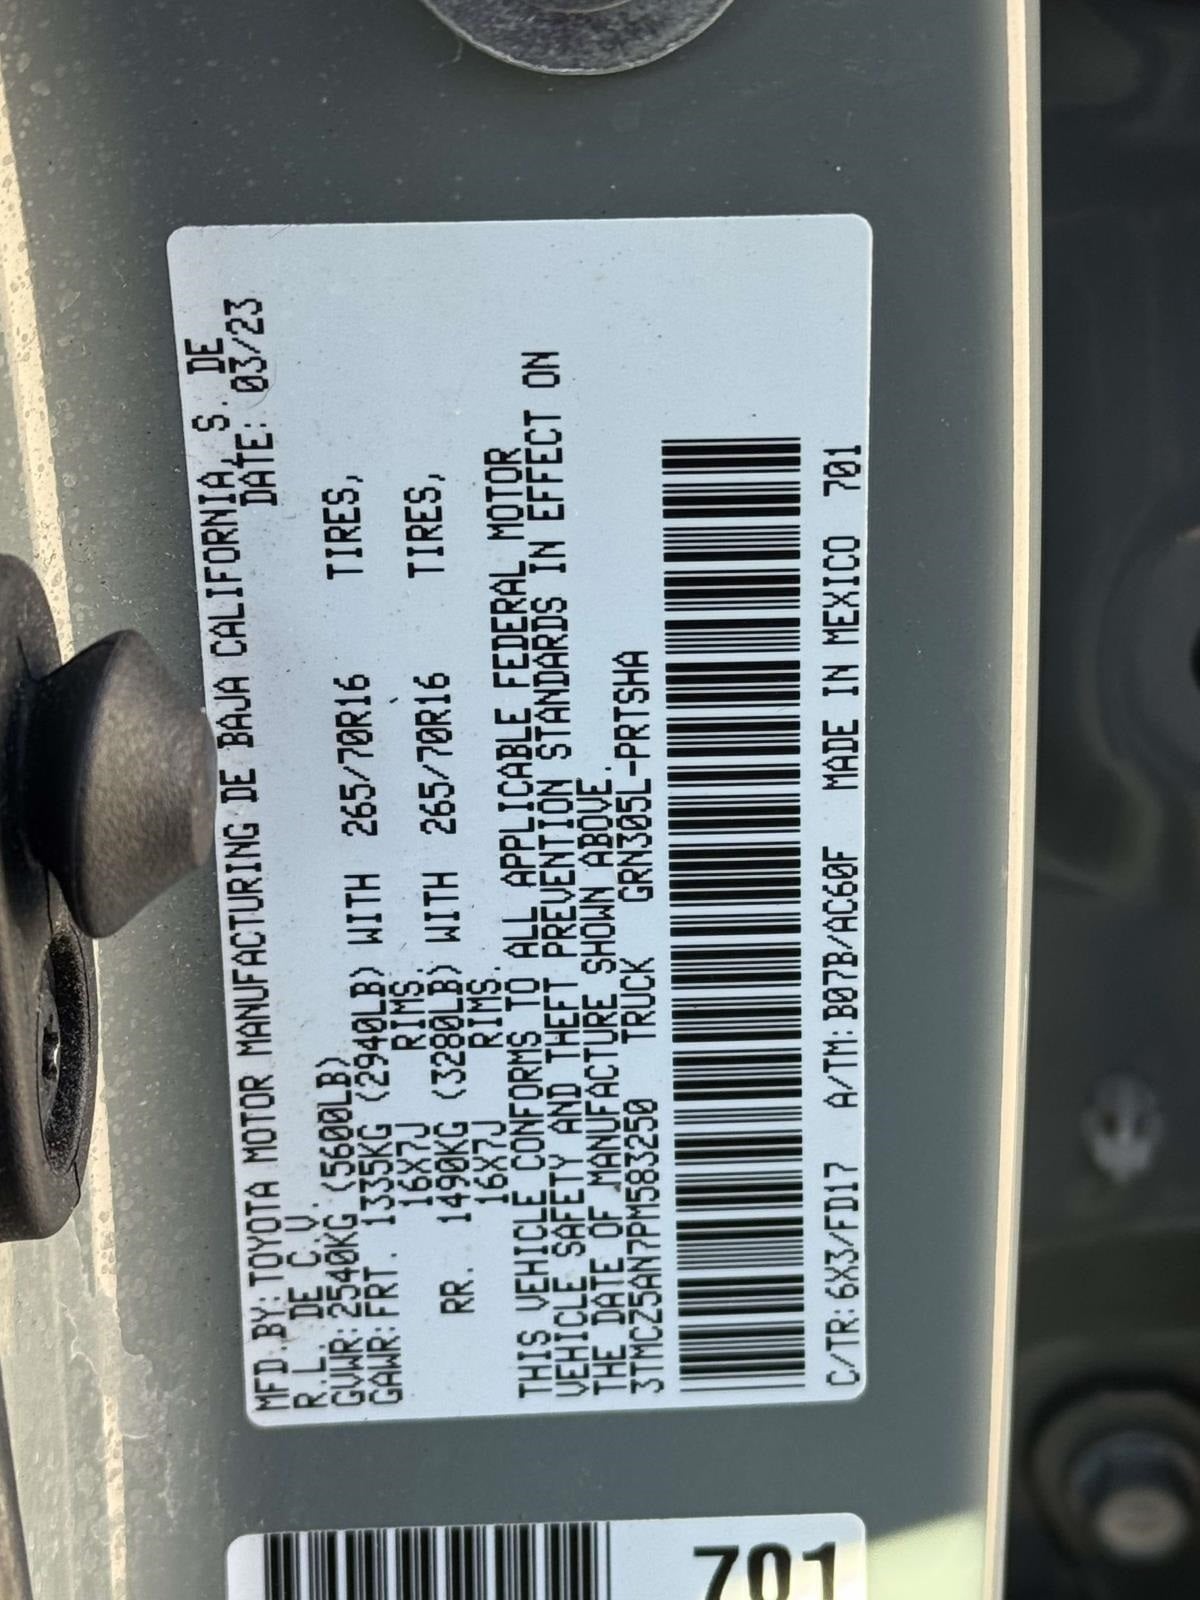 MFD.BY:TOYOTA MOTOR MANUFACTURING DE BAJA CALIFORNIA, S. DE
R.L. DE C.V. DATE: 03/23
GVWR:2540KG (5600LB)
GAWR:FRT. 1335KG (2940LB) WITH 265/70R16 TIRES,
16X7J RIMS.
RR. 1490KG (3280LB) WITH 265/70R16 TIRES,
16X7J RIMS.
THIS VEHICLE CONFORMS TO ALL APPLICABLE FEDERAL MOTOR
VEHICLE SAFETY AND THEFT PREVENTION STANDARDS IN EFFECT ON
THE DATE OF MANUFACTURE SHOWN ABOVE.
3TMCZ5AN7PM583250 TRUCK GRN305L-PRTSHA
C/TR:6X3/FD17 A/TM:B07B/AC60F MADE IN MEXICO 701
701